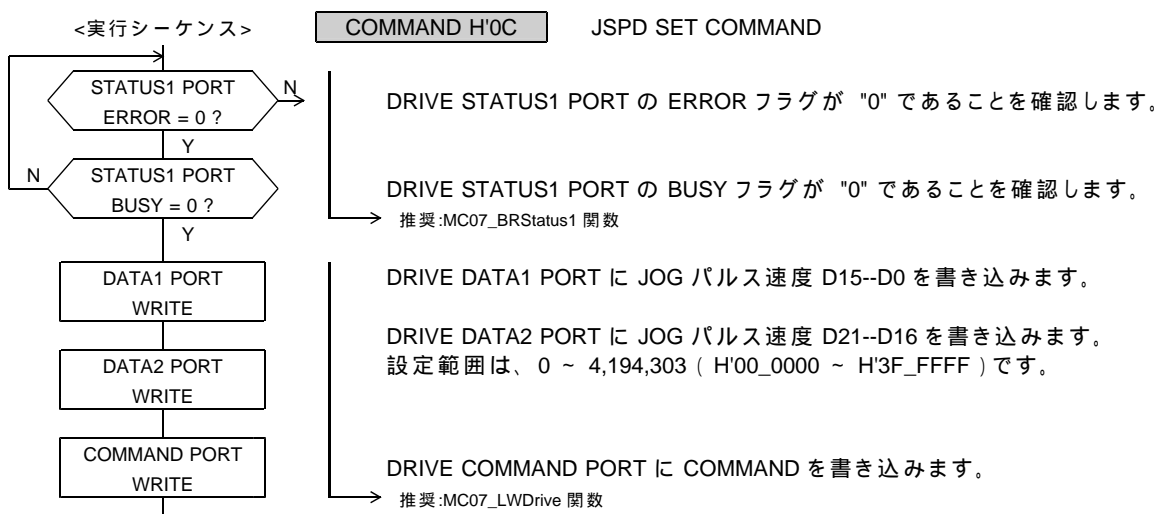 <実行シーケンス>
COMMAND H'0C
JSPD SET COMMAND
STATUS1 PORT
ERROR = 0 ?
N
Y
DRIVE STATUS1 PORT の ERROR フラグが "0" であることを確認します。
N
STATUS1 PORT
BUSY = 0 ?
Y
DRIVE STATUS1 PORT の BUSY フラグが "0" であることを確認します。
推奨:MC07_BRStatus1 関数
DATA1 PORT
WRITE
DRIVE DATA1 PORT に JOG パルス速度 D15--D0 を書き込みます。
DATA2 PORT
WRITE
DRIVE DATA2 PORT に JOG パルス速度 D21--D16 を書き込みます。
設定範囲は、0 ~ 4,194,303 ( H'00_0000 ~ H'3F_FFFF ) です。
COMMAND PORT
WRITE
DRIVE COMMAND PORT に COMMAND を書き込みます。
推奨:MC07_LWDrive 関数